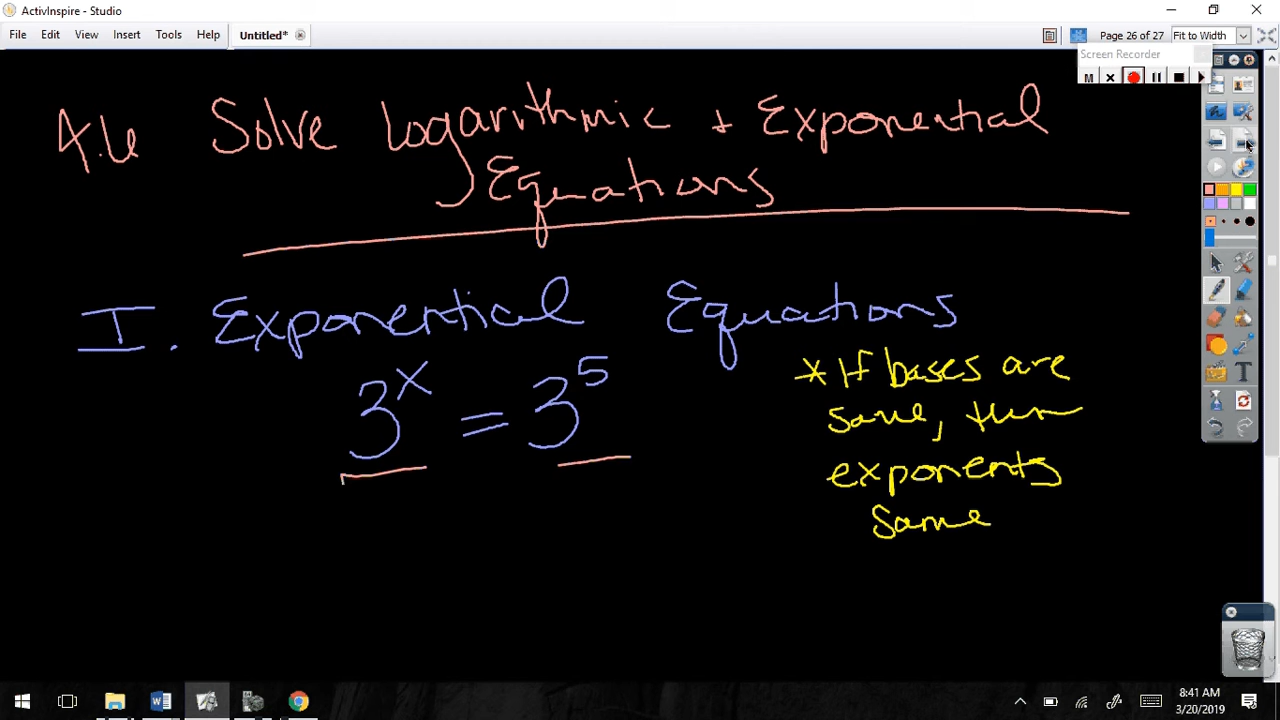 ActivInspire - Studio
File Edit View Insert Tools Help Untitled* Page 26 of 27 Fit to Width
Screen Recorder
M
4.6 Solve Logarithmic + Exponential
Equations
I. Exponential Equations
3^x = 3^5
* If bases are
same, then
exponents
same
8:41 AM
3/20/2019